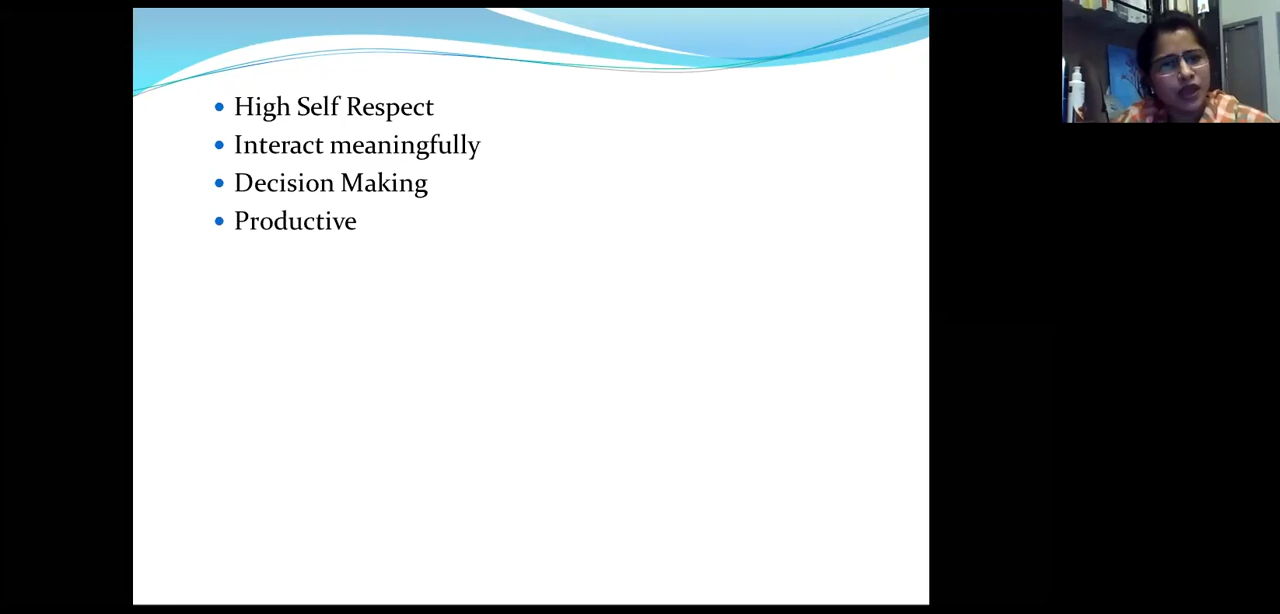 High Self Respect
Interact meaningfully
Decision Making
Productive